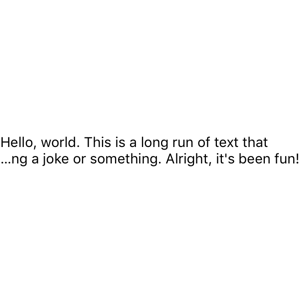 Hello, world. This is a long run of text that
…ng a joke or something. Alright, it's been fun!